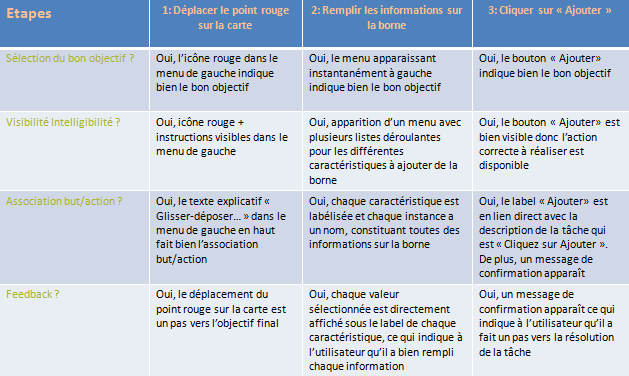 Etapes
1: Déplacer le point rouge
sur la carte
2: Remplir les informations sur
la borne
3: Cliquer sur « Ajouter »
Sélection du bon objectif ?
Oui, l’icône rouge dans le
menu de gauche indique
bien le bon objectif
Oui, le menu apparaissant
instantanément à gauche
indique bien le bon objectif
Oui, le bouton « Ajouter»
indique bien le bon objectif
Visibilité Intelligibilité ?
Oui, icône rouge +
instructions visibles dans le
menu de gauche
Oui, apparition d’un menu avec
plusieurs listes déroulantes
pour les différentes
caractéristiques à ajouter de la
borne
Oui, le bouton « Ajouter» est
bien visible donc l’action
correcte à réaliser est
disponible
Association but/action ?
Oui, le texte explicatif «
Glisser-déposer... » dans le
menu de gauche en haut
fait bien l’association
but/action
Oui, chaque caractéristique est
labélisée et chaque instance a
un nom, constituant toutes des
informations sur la borne
Oui, le label « Ajouter» est
en lien direct avec la
description de la tâche qui
est « Cliquez sur Ajouter ».
De plus, un message de
confirmation apparaît
Feedback ?
Oui, le déplacement du
point rouge sur la carte est
un pas vers l’objectif final
Oui, chaque valeur
sélectionnée est directement
affiché sous le label de chaque
caractéristique, ce qui indique à
l’utilisateur qu’il a bien rempli
chaque information
Oui, un message de
confirmation apparaît ce qui
indique à l’utilisateur qu’il a
fait un pas vers la résolution
de la tâche